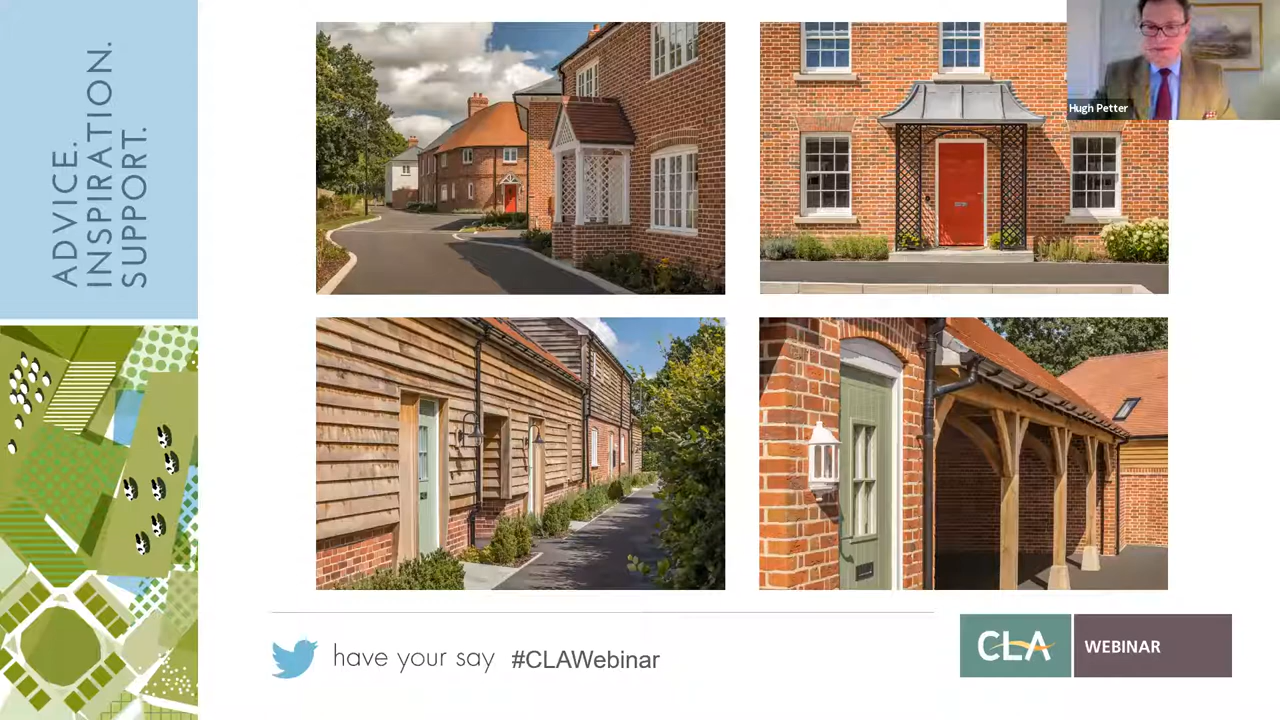 ADVICE.
INSPIRATION.
SUPPORT.
Hugh Petter
have your say #CLAWebinar
CLA WEBINAR